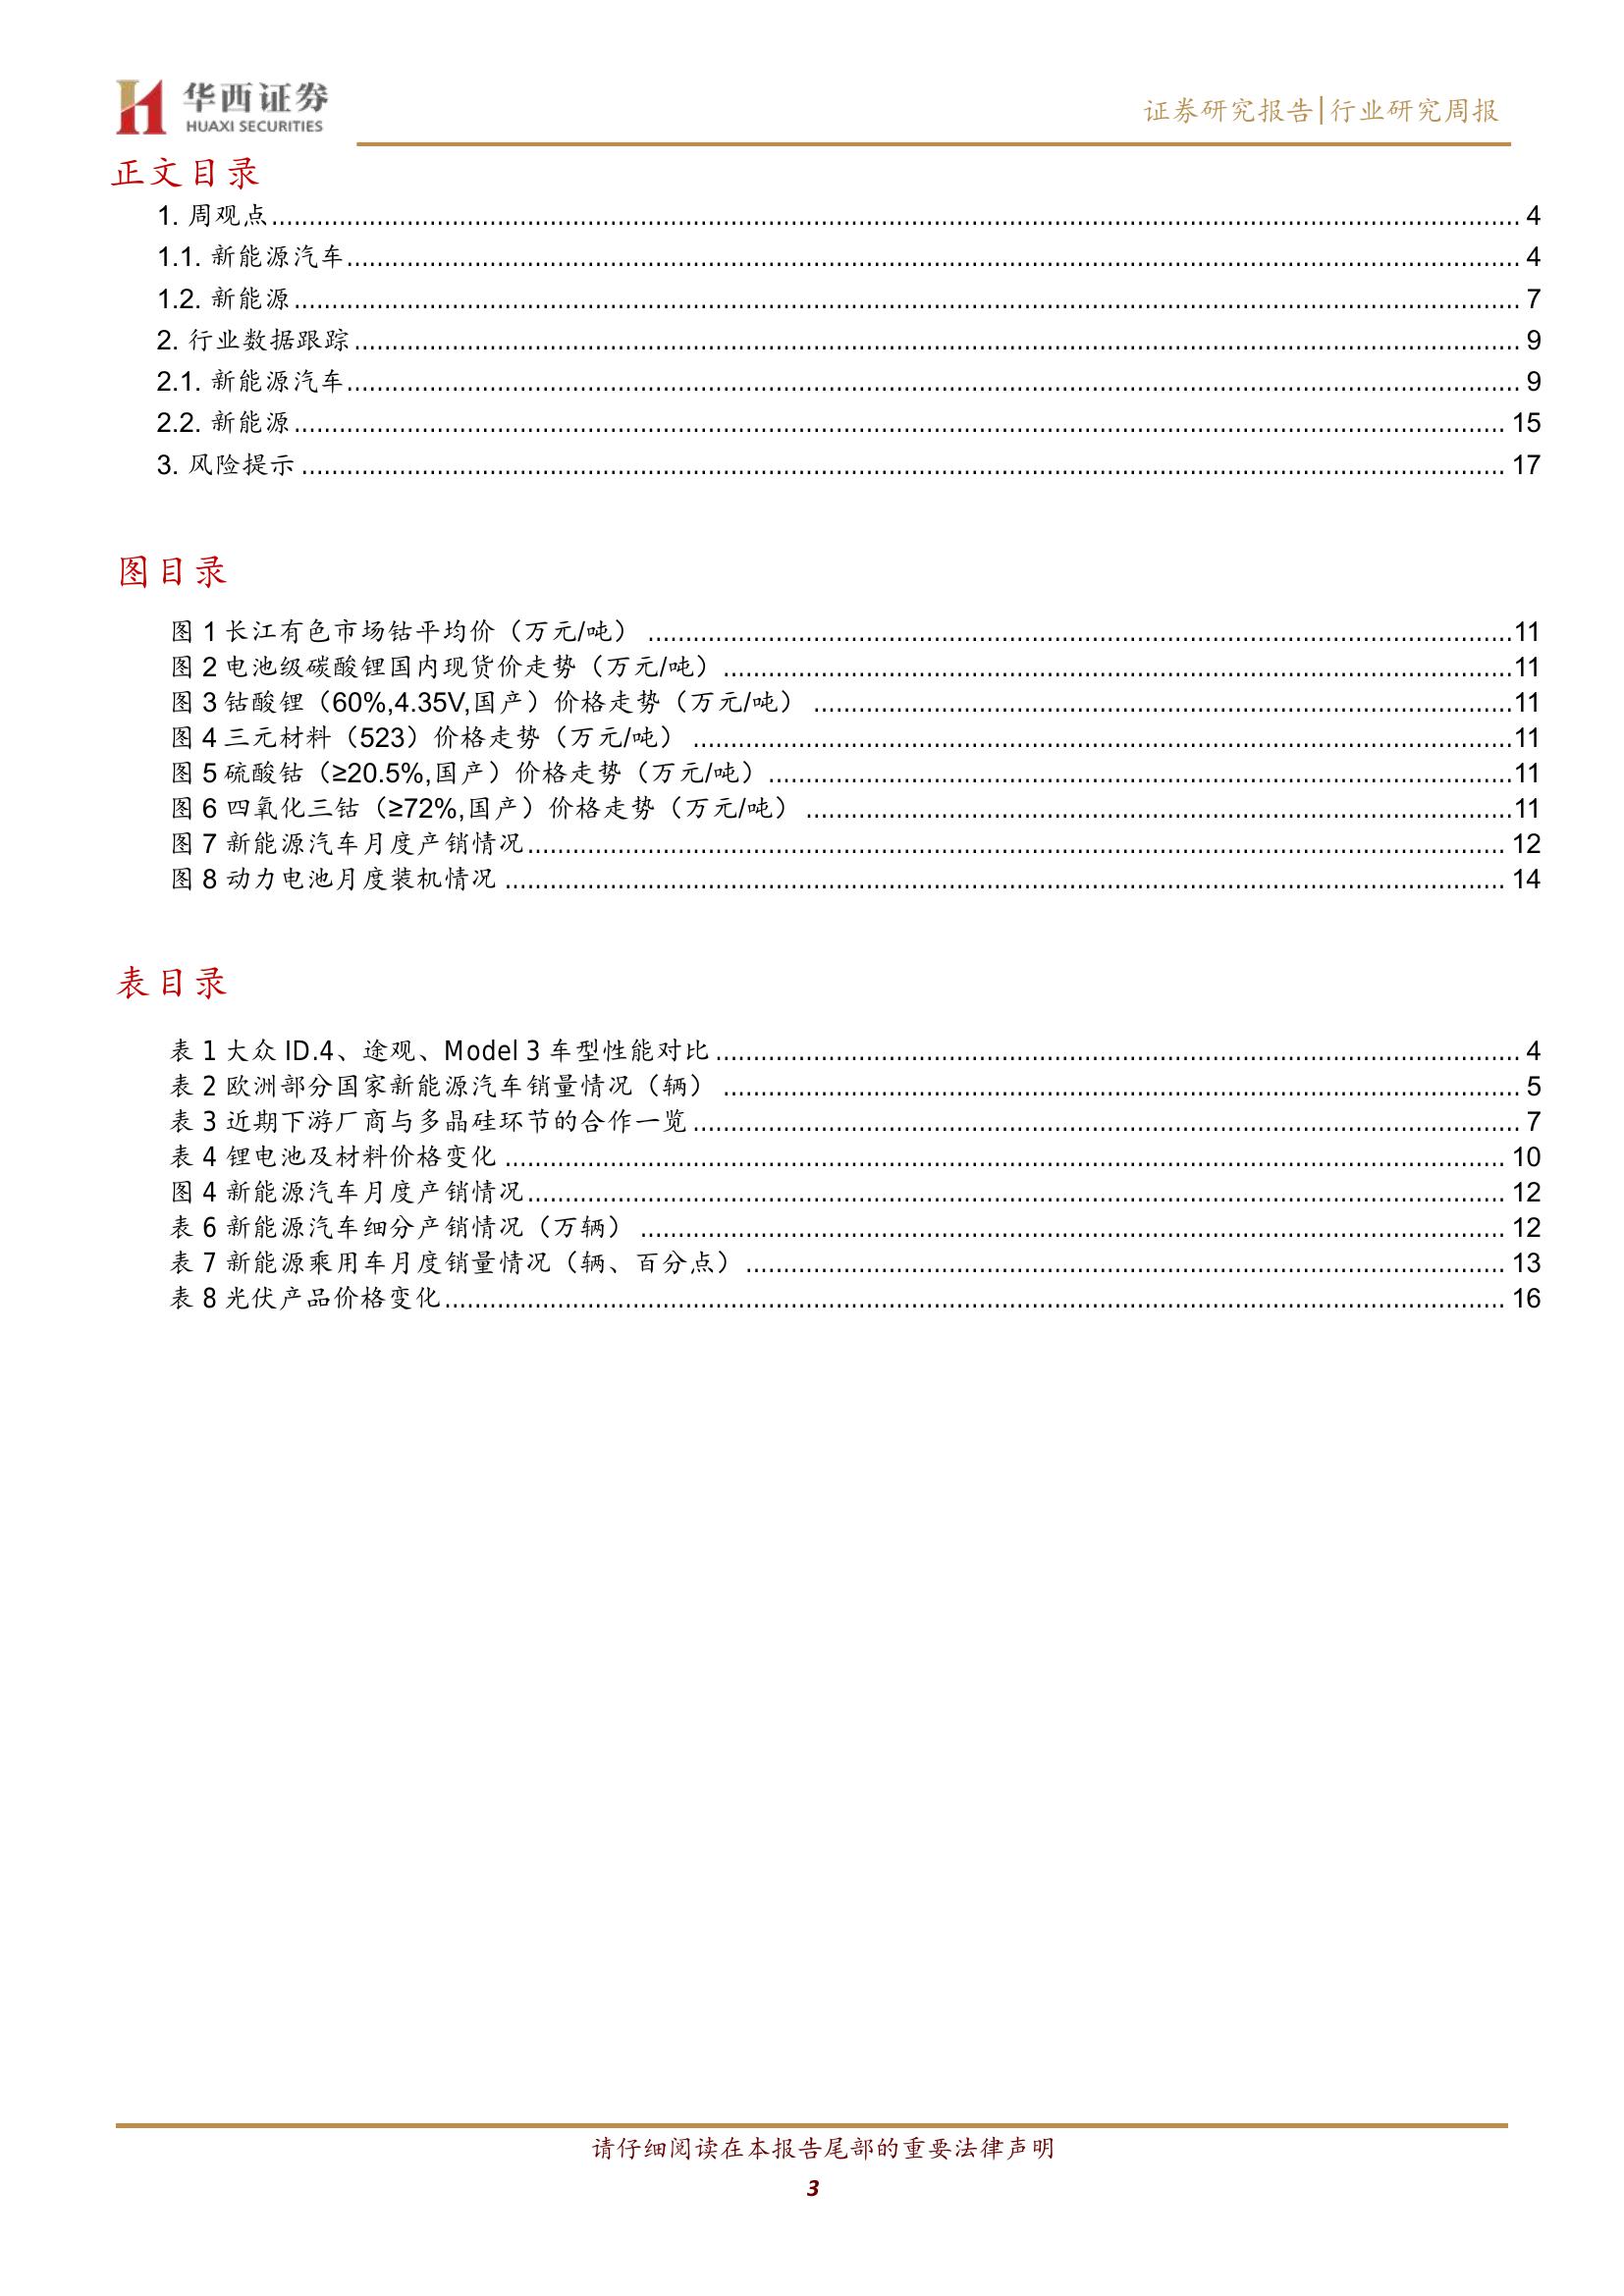 华西证券
HUAXI SECURITIES
证券研究报告|行业研究周报
正文目录
1. 周观点 4
1.1. 新能源汽车 4
1.2. 新能源 7
2. 行业数据跟踪 9
2.1. 新能源汽车 9
2.2. 新能源 15
3. 风险提示 17
图目录
图 1 长江有色市场钴平均价（万元/吨） 11
图 2 电池级碳酸锂国内现货价走势（万元/吨） 11
图 3 钴酸锂（60%,4.35V,国产）价格走势（万元/吨） 11
图 4 三元材料（523）价格走势（万元/吨） 11
图 5 硫酸钴（≥20.5%,国产）价格走势（万元/吨） 11
图 6 四氧化三钴（≥72%,国产）价格走势（万元/吨） 11
图 7 新能源汽车月度产销情况 12
图 8 动力电池月度装机情况 14
表目录
表 1 大众 ID.4、途观、Model 3 车型性能对比 4
表 2 欧洲部分国家新能源汽车销量情况（辆） 5
表 3 近期下游厂商与多晶硅环节的合作一览 7
表 4 锂电池及材料价格变化 10
图 4 新能源汽车月度产销情况 12
表 6 新能源汽车细分产销情况（万辆） 12
表 7 新能源乘用车月度销量情况（辆、百分点） 13
表 8 光伏产品价格变化 16
请仔细阅读在本报告尾部的重要法律声明
3